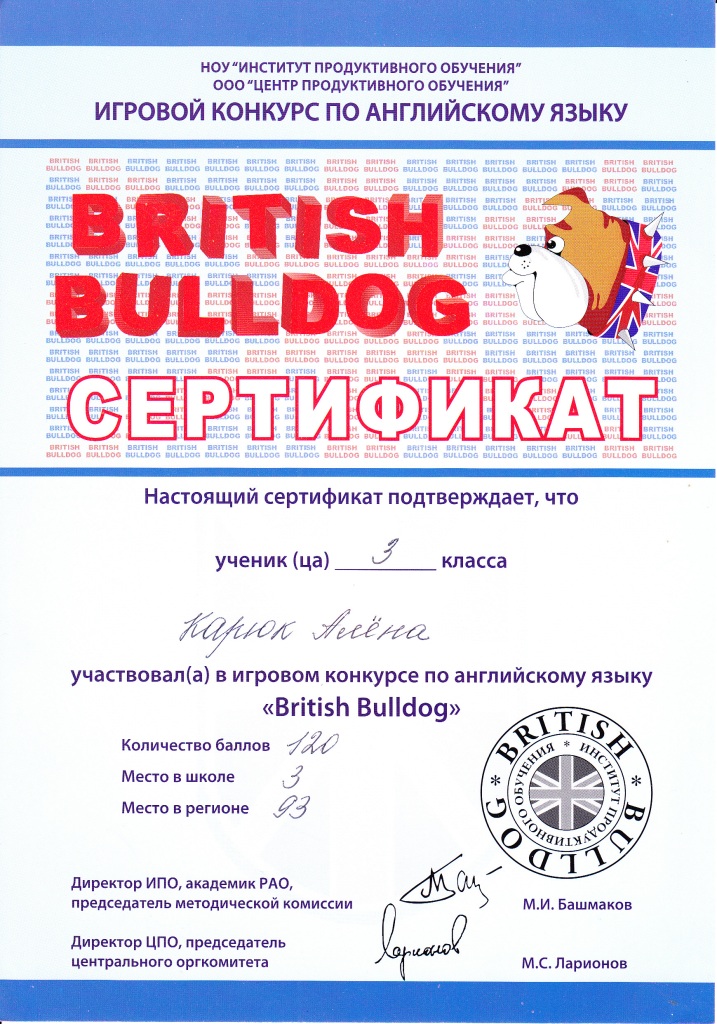 НОУ "ИНСТИТУТ ПРОДУКТИВНОГО ОБУЧЕНИЯ"
ООО "ЦЕНТР ПРОДУКТИВНОГО ОБУЧЕНИЯ"
ИГРОВОЙ КОНКУРС ПО АНГЛИЙСКОМУ ЯЗЫКУ
BRITISH
BULLDOG
СЕРТИФИКАТ
Настоящий сертификат подтверждает, что
ученик (ца) 3 класса
Карюк Алёна
участвовал(а) в игровом конкурсе по английскому языку
«British Bulldog»
Количество баллов 120
Место в школе 3
Место в регионе 93
* BRITISH * BULLDOG
* ИНСТИТУТ ПРОДУКТИВНОГО ОБУЧЕНИЯ
Директор ИПО, академик РАО,
председатель методической комиссии М.И. Башмаков
Директор ЦПО, председатель
центрального оргкомитета М.С. Ларионов